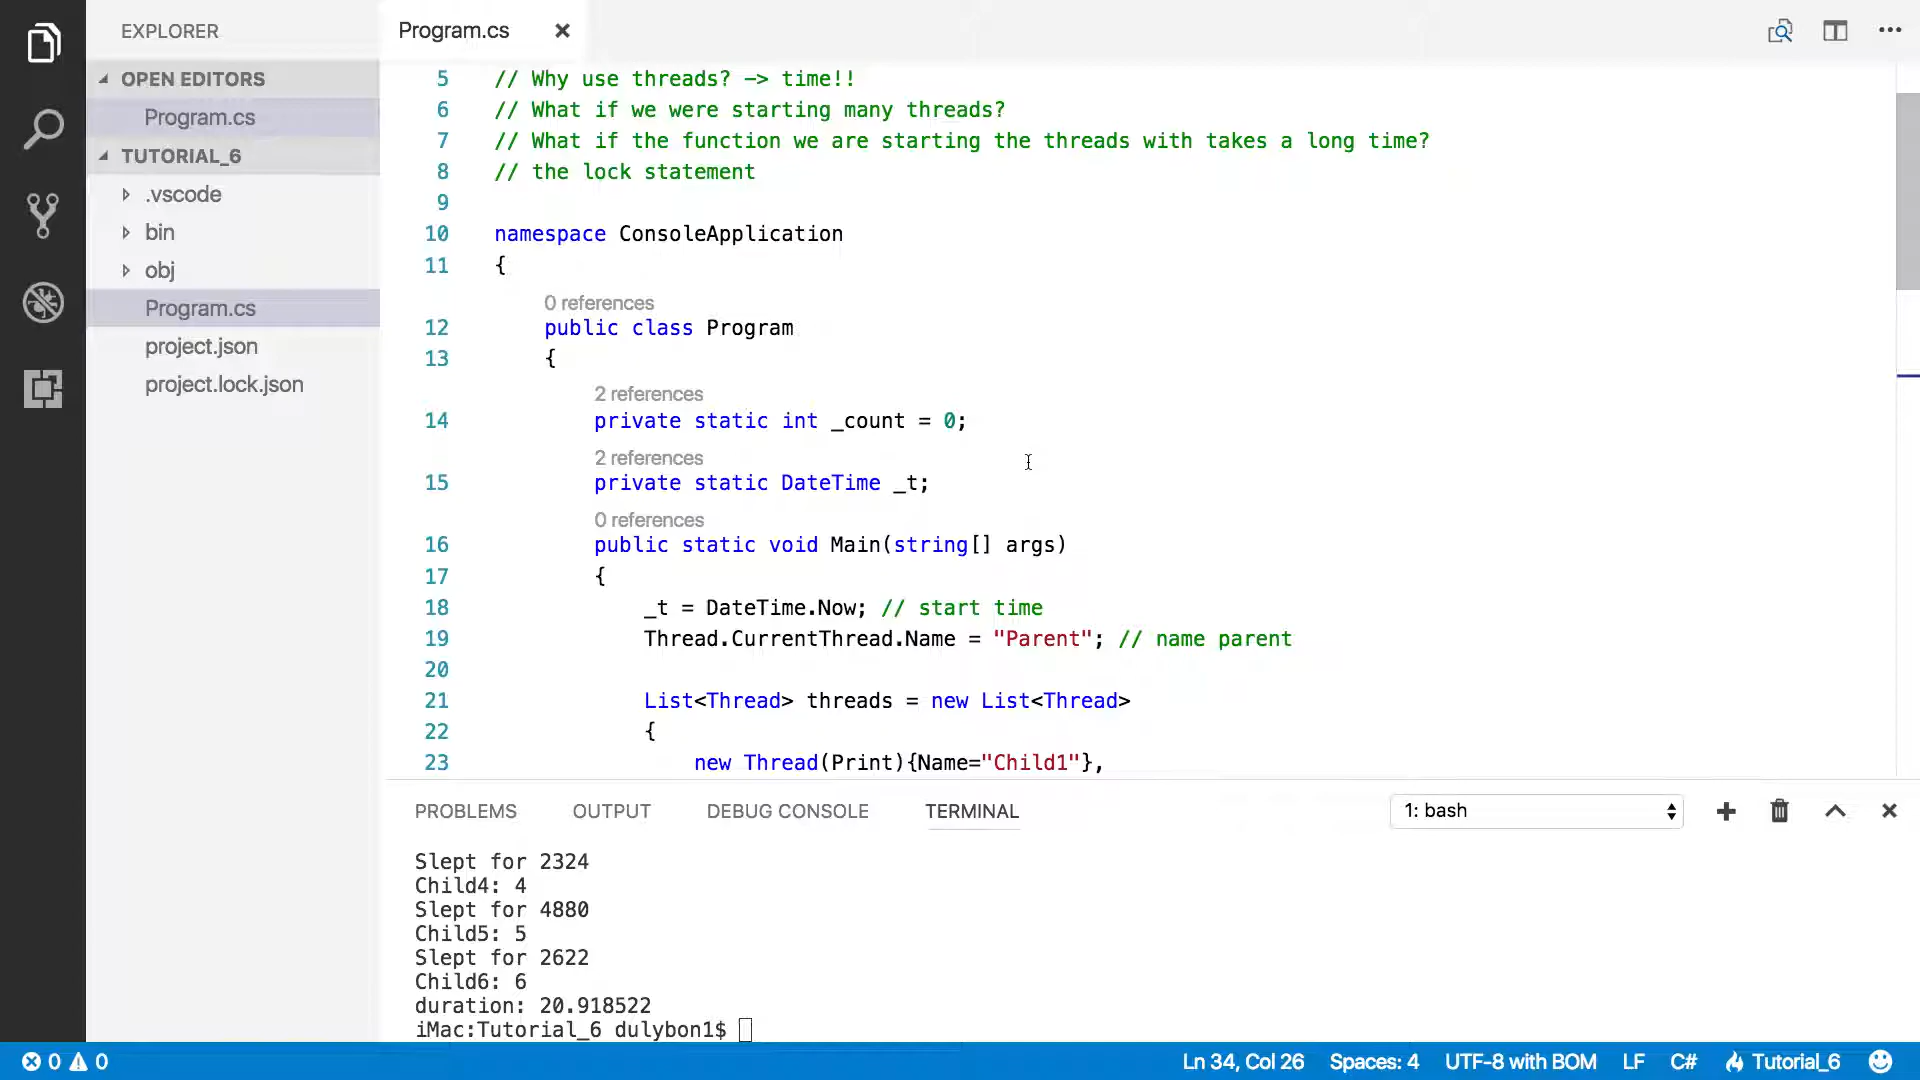 EXPLORER
OPEN EDITORS
Program.cs
TUTORIAL_6
.vscode
bin
obj
Program.cs
project.json
project.lock.json
Program.cs
5 // Why use threads? -> time!!
6 // What if we were starting many threads?
7 // What if the function we are starting the threads with takes a long time?
8 // the lock statement
9
10 namespace ConsoleApplication
11 {
0 references
12 public class Program
13 {
2 references
14 private static int _count = 0;
2 references
15 private static DateTime _t;
0 references
16 public static void Main(string[] args)
17 {
18 _t = DateTime.Now; // start time
19 Thread.CurrentThread.Name = "Parent"; // name parent
20
21 List<Thread> threads = new List<Thread>
22 {
23 new Thread(Print){Name="Child1"},
PROBLEMS OUTPUT DEBUG CONSOLE TERMINAL 1: bash
Slept for 2324
Child4: 4
Slept for 4880
Child5: 5
Slept for 2622
Child6: 6
duration: 20.918522
iMac:Tutorial_6 dulybon1$
0 0 Ln 34, Col 26 Spaces: 4 UTF-8 with BOM LF C# Tutorial_6